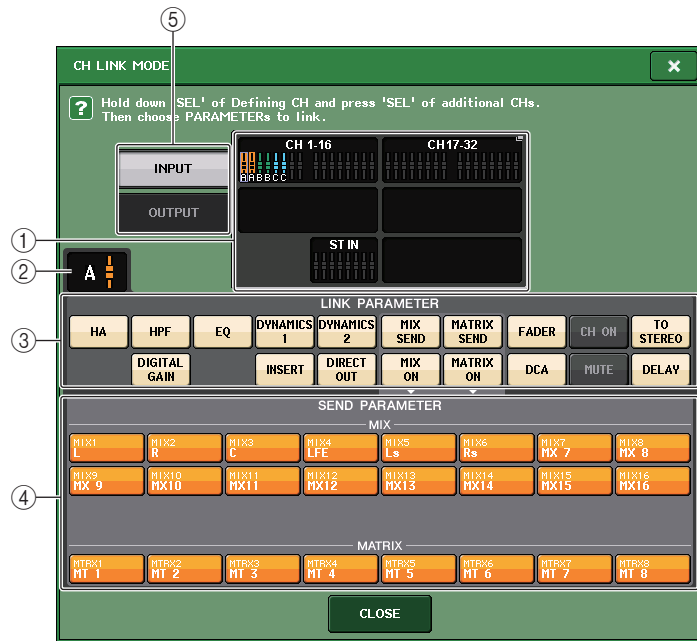 ⑤
CH LINK MODE
×
? Hold down 'SEL' of Defining CH and press 'SEL' of additional CHs.
Then choose PARAMETERs to link.
INPUT
OUTPUT
CH 1-16
CH17-32
AABBCC
ST IN
①
②
A
③
LINK PARAMETER
HA
HPF
EQ
DYNAMICS
1
DYNAMICS
2
MIX
SEND
MATRIX
SEND
FADER
CH ON
TO
STEREO
DIGITAL
GAIN
INSERT
DIRECT
OUT
MIX
ON
MATRIX
ON
DCA
MUTE
DELAY
④
SEND PARAMETER
MIX
MIX1
L
MIX2
R
MIX3
C
MIX4
LFE
MIX5
Ls
MIX6
Rs
MIX7
MX 7
MIX8
MX 8
MIX9
MX 9
MIX10
MX10
MIX11
MX11
MIX12
MX12
MIX13
MX13
MIX14
MX14
MIX15
MX15
MIX16
MX16
MATRIX
MTRX1
MT 1
MTRX2
MT 2
MTRX3
MT 3
MTRX4
MT 4
MTRX5
MT 5
MTRX6
MT 6
MTRX7
MT 7
MTRX8
MT 8
CLOSE